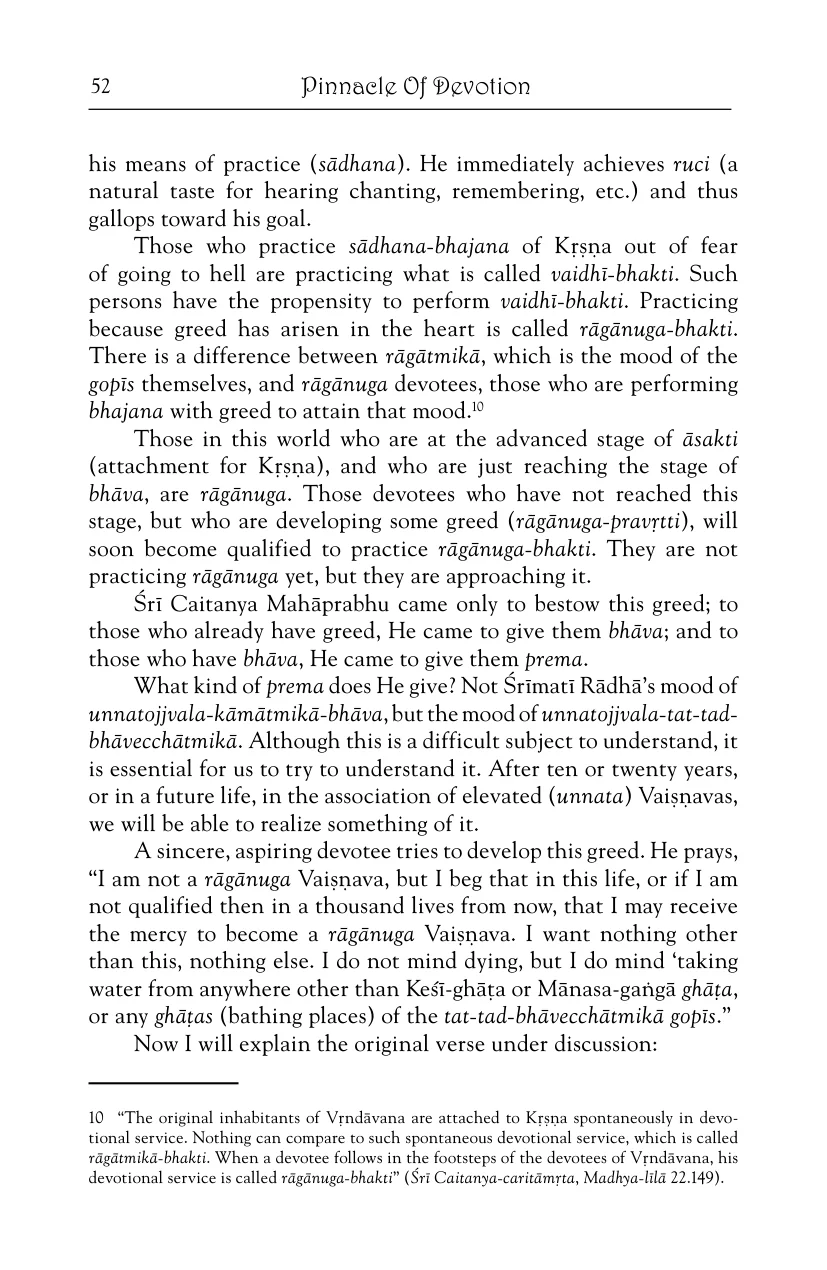 52
Pinnacle Of Devotion
his means of practice (sādhana). He immediately achieves ruci (a
natural taste for hearing chanting, remembering, etc.) and thus
gallops toward his goal.
Those who practice sādhana-bhajana of Kṛṣṇa out of fear
of going to hell are practicing what is called vaidhī-bhakti. Such
persons have the propensity to perform vaidhī-bhakti. Practicing
because greed has arisen in the heart is called rāgānuga-bhakti.
There is a difference between rāgātmikā, which is the mood of the
gopīs themselves, and rāgānuga devotees, those who are performing
bhajana with greed to attain that mood.10
Those in this world who are at the advanced stage of āsakti
(attachment for Kṛṣṇa), and who are just reaching the stage of
bhāva, are rāgānuga. Those devotees who have not reached this
stage, but who are developing some greed (rāgānuga-pravṛtti), will
soon become qualified to practice rāgānuga-bhakti. They are not
practicing rāgānuga yet, but they are approaching it.
Śrī Caitanya Mahāprabhu came only to bestow this greed; to
those who already have greed, He came to give them bhāva; and to
those who have bhāva, He came to give them prema.
What kind of prema does He give? Not Śrīmatī Rādhā’s mood of
unnatojjvala-kāmātmikā-bhāva, but the mood of unnatojjvala-tat-tad-
bhāvecchātmikā. Although this is a difficult subject to understand, it
is essential for us to try to understand it. After ten or twenty years,
or in a future life, in the association of elevated (unnata) Vaiṣṇavas,
we will be able to realize something of it.
A sincere, aspiring devotee tries to develop this greed. He prays,
“I am not a rāgānuga Vaiṣṇava, but I beg that in this life, or if I am
not qualified then in a thousand lives from now, that I may receive
the mercy to become a rāgānuga Vaiṣṇava. I want nothing other
than this, nothing else. I do not mind dying, but I do mind ‘taking
water from anywhere other than Keśī-ghāṭa or Mānasa-gaṅgā ghāṭa,
or any ghāṭas (bathing places) of the tat-tad-bhāvecchātmikā gopīs.”
Now I will explain the original verse under discussion:
10 “The original inhabitants of Vṛndāvana are attached to Kṛṣṇa spontaneously in devo-
tional service. Nothing can compare to such spontaneous devotional service, which is called
rāgātmikā-bhakti. When a devotee follows in the footsteps of the devotees of Vṛndāvana, his
devotional service is called rāgānuga-bhakti” (Śrī Caitanya-caritāmṛta, Madhya-līlā 22.149).